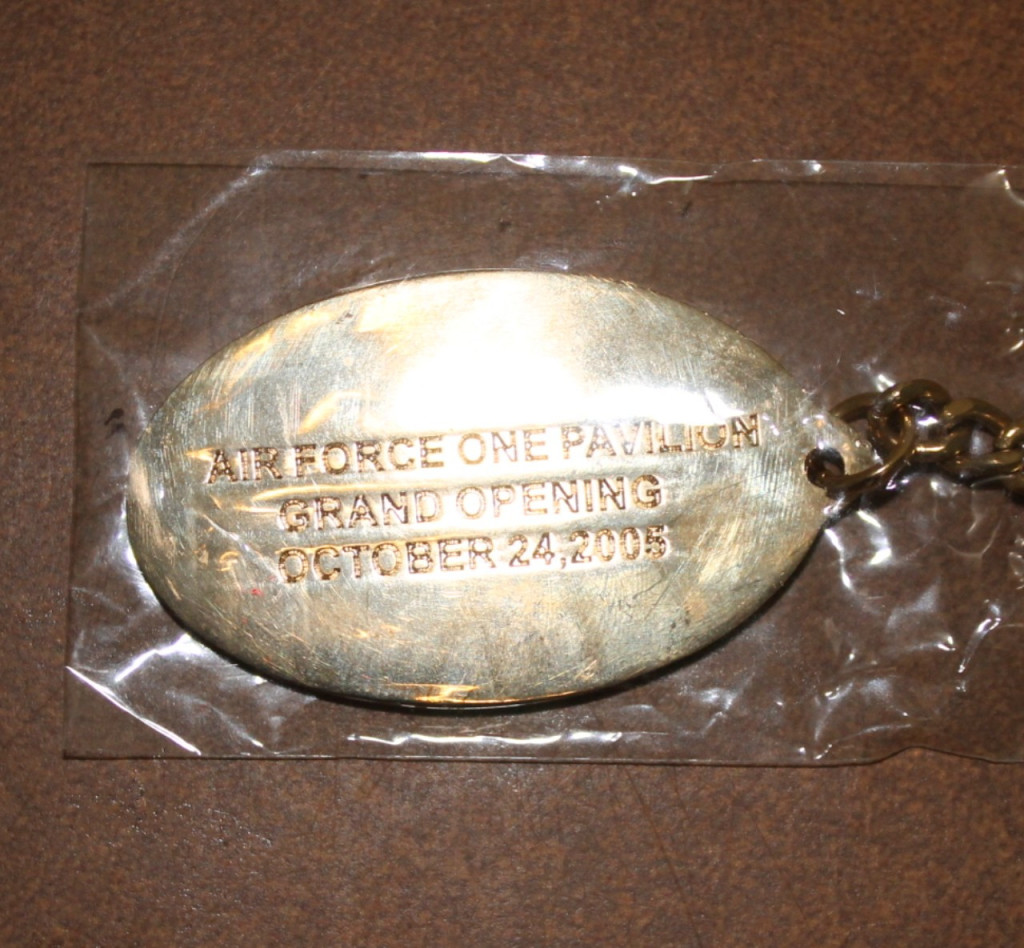 AIR FORCE ONE PAVILION
GRAND OPENING
OCTOBER 24,2005